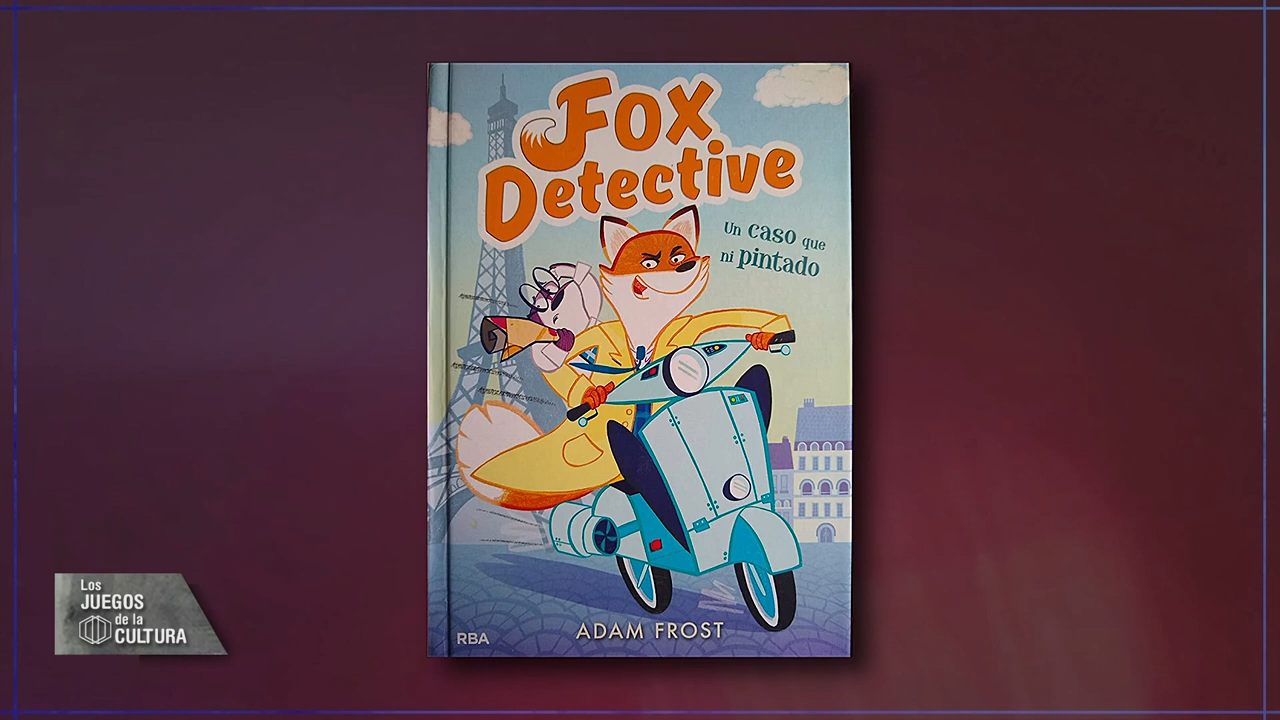 Fox
Detective
Un caso que
ni pintado
RBA
ADAM FROST
Los
JUEGOS
de la
CULTURA